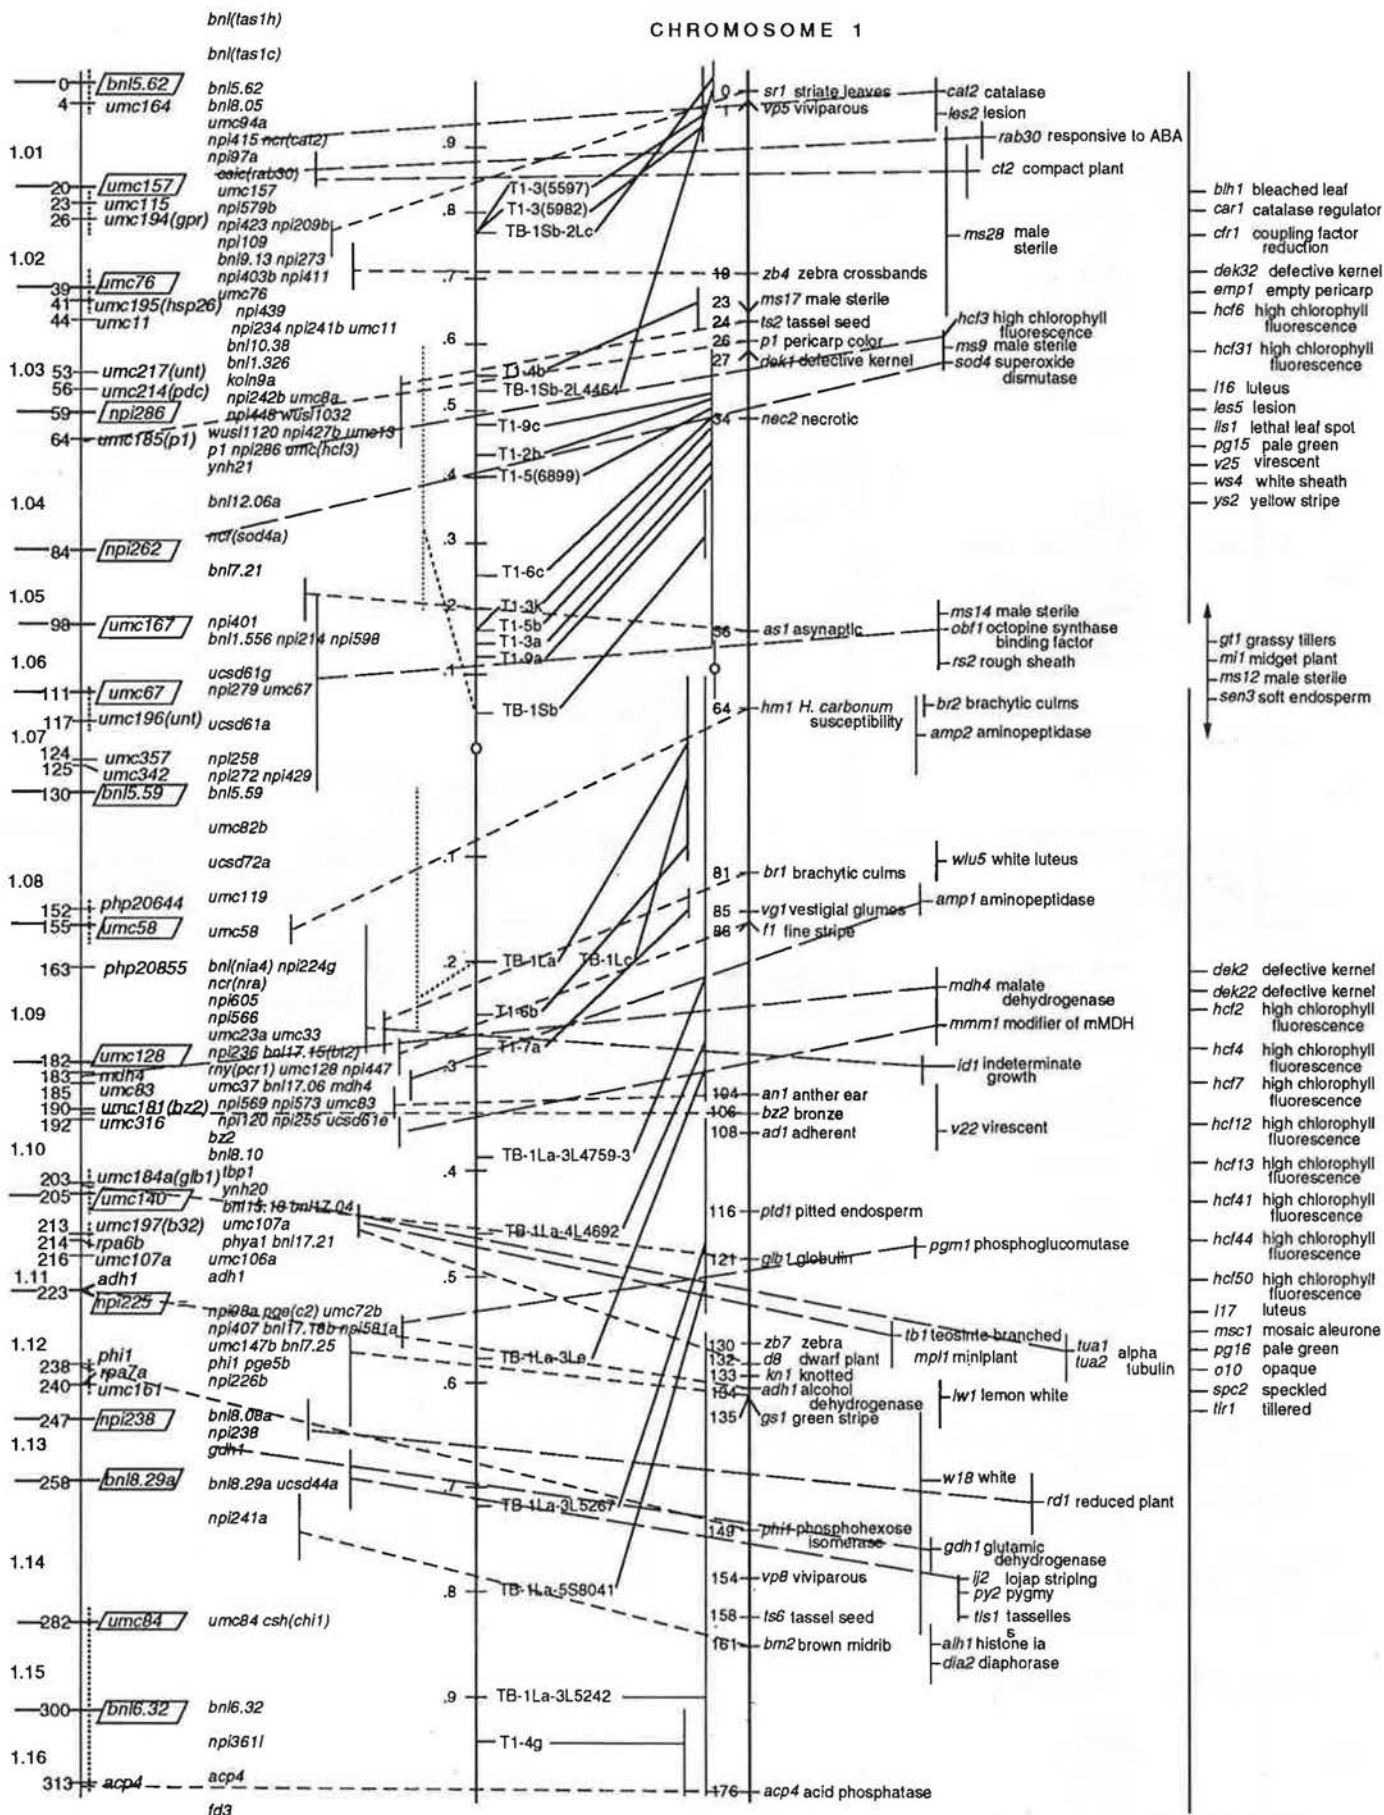 CHROMOSOME 1
bnl(tas1h)
bnl(tas1c)
0 bnl5.62
4 umc164
1.01
20 umc157
23 umc115
26 umc194(gpr)
1.02
39 umc76
41 umc195(hsp26)
44 umc11
1.03 53 umc217(unt)
56 umc214(pdc)
59 npi286
64 umc185(p1)
1.04
84 npi262
1.05
98 umc167
1.06
111 umc67
117 umc196(unt)
1.07
124 umc357
125 umc342
130 bnl5.59
1.08
152 php20644
155 umc58
163 php20855
1.09
182 umc128
183 mdh4
185 umc83
190 umc181(bz2)
192 umc316
1.10
203 umc184a(glb1)
205 umc140
213 umc197(b32)
214 rpa6b
216 umc107a
1.11 adh1
223
npi225
1.12
238 phi1
rpa7a
240 umc161
247 npi238
1.13
258 bnl8.29a
1.14
282 umc84
1.15
300 bnl6.32
1.16
313 acp4
bnl5.62
bnl8.05
umc94a
npi415 ncr(cat2)
npi97a
csic(rab30)
umc157
npi579b
npi423 npi209b
npi109
bnl9.13 npi273
npi403b npi411
umc76
npi439
npi234 npi241b umc11
bnl10.38
bnl1.326
koln9a
npi242b umc8a
npi448 wusl1032
wusl1120 npi427b umc13
p1 npi286 umc(hcf3)
ynh21
bnl12.06a
ncr(sod4a)
bnl7.21
npi401
bnl1.556 npi214 npi598
ucsd61g
npi279 umc67
ucsd61a
npi258
npi272 npi429
bnl5.59
umc82b
ucsd72a
umc119
umc58
bnl(nia4) npi224g
ncr(nra)
npi605
npi566
umc23a umc33
npi236 bnl17.15(bt2)
rny(pcr1) umc128 npi447
umc37 bnl17.06 mdh4
npi569 npi573 umc83
npi120 npi255 ucsd61e
bz2
bnl8.10
tbp1
ynh20
bnl15.18 bnl17.04
umc107a
phya1 bnl17.21
umc106a
adh1
npi98a pge(c2) umc72b
npi407 bnl17.18b npi581a
umc147b bnl7.25
phi1 pge5b
npi226b
bnl8.08a
npi238
gdh1
bnl8.29a ucsd44a
npi241a
umc84 csh(chi1)
bnl6.32
npi361l
acp4
fd3
.9
T1-3(5597)
.8 T1-3(5982)
TB-1Sb-2Lc
.7
.6
T1-4b
TB-1Sb-2L4464
.5
T1-9c
T1-2b
.4 T1-5(6899)
.3
T1-6c
.2 T1-3k
T1-5b
T1-3a
T1-9a
.1
TB-1Sb
.1
.2 TB-1La TB-1Lc
T1-6b
T1-7a
.3
TB-1La-3L4759-3
.4
TB-1La-4L4692
.5
TB-1La-3Le
.6
.7
TB-1La-3L5267
.8 TB-1La-5S8041
.9 TB-1La-3L5242
T1-4g
0 sr1 striate leaves
1 vp5 viviparous
19 zb4 zebra crossbands
23 ms17 male sterile
24 ts2 tassel seed
26 p1 pericarp color
27 dek1 defective kernel
34 nec2 necrotic
56 as1 asynaptic
64 hm1 H. carbonum
susceptibility
81 br1 brachytic culms
85 vg1 vestigial glumes
86 f1 fine stripe
104 an1 anther ear
106 bz2 bronze
108 ad1 adherent
116 ptd1 pitted endosperm
121 glb1 globulin
130 zb7 zebra
132 d8 dwarf plant
133 kn1 knotted
134 adh1 alcohol
dehydrogenase
135 gs1 green stripe
149 phi1 phosphohexose
isomerase
154 vp8 viviparous
158 ts6 tassel seed
161 bm2 brown midrib
176 acp4 acid phosphatase
cat2 catalase
les2 lesion
rab30 responsive to ABA
ct2 compact plant
ms28 male
sterile
hcf3 high chlorophyll
fluorescence
ms9 male sterile
sod4 superoxide
dismutase
ms14 male sterile
obf1 octopine synthase
binding factor
rs2 rough sheath
br2 brachytic culms
amp2 aminopeptidase
wlu5 white luteus
amp1 aminopeptidase
mdh4 malate
dehydrogenase
mmm1 modifier of mMDH
id1 indeterminate
growth
v22 virescent
pgm1 phosphoglucomutase
tb1 teosinte branched
mpl1 miniplant
tua1 alpha
tua2 tubulin
lw1 lemon white
w18 white
rd1 reduced plant
gdh1 glutamic
dehydrogenase
ij2 iojap striping
py2 pygmy
tls1 tasselles
s
alh1 histone ia
dia2 diaphorase
blh1 bleached leaf
car1 catalase regulator
cfr1 coupling factor
reduction
dek32 defective kernel
emp1 empty pericarp
hcf6 high chlorophyll
fluorescence
hcf31 high chlorophyll
fluorescence
l16 luteus
les5 lesion
lls1 lethal leaf spot
pg15 pale green
v25 virescent
ws4 white sheath
ys2 yellow stripe
gt1 grassy tillers
mi1 midget plant
ms12 male sterile
sen3 soft endosperm
dek2 defective kernel
dek22 defective kernel
hcf2 high chlorophyll
fluorescence
hcf4 high chlorophyll
fluorescence
hcf7 high chlorophyll
fluorescence
hcf12 high chlorophyll
fluorescence
hcf13 high chlorophyll
fluorescence
hcf41 high chlorophyll
fluorescence
hcf44 high chlorophyll
fluorescence
hcf50 high chlorophyll
fluorescence
l17 luteus
msc1 mosaic aleurone
pg16 pale green
o10 opaque
spc2 speckled
tlr1 tillered